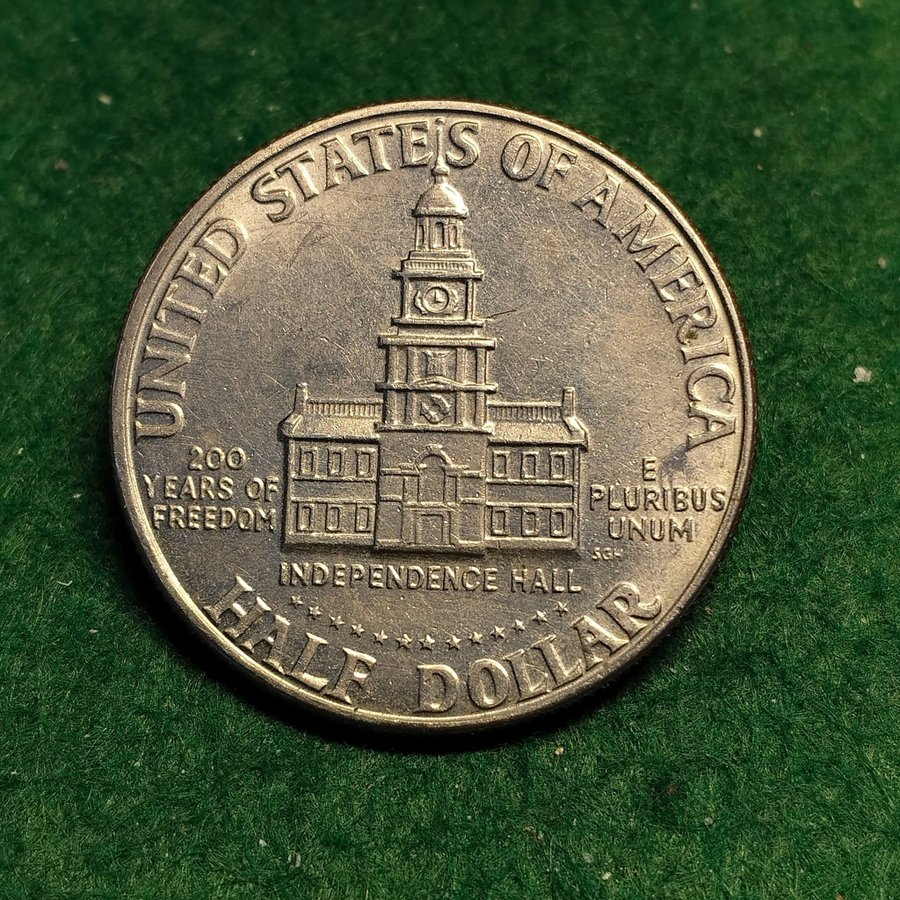 UNITED STATES OF AMERICA
200
YEARS OF
FREEDOM
E
PLURIBUS
UNUM
SGH
INDEPENDENCE HALL
HALF DOLLAR